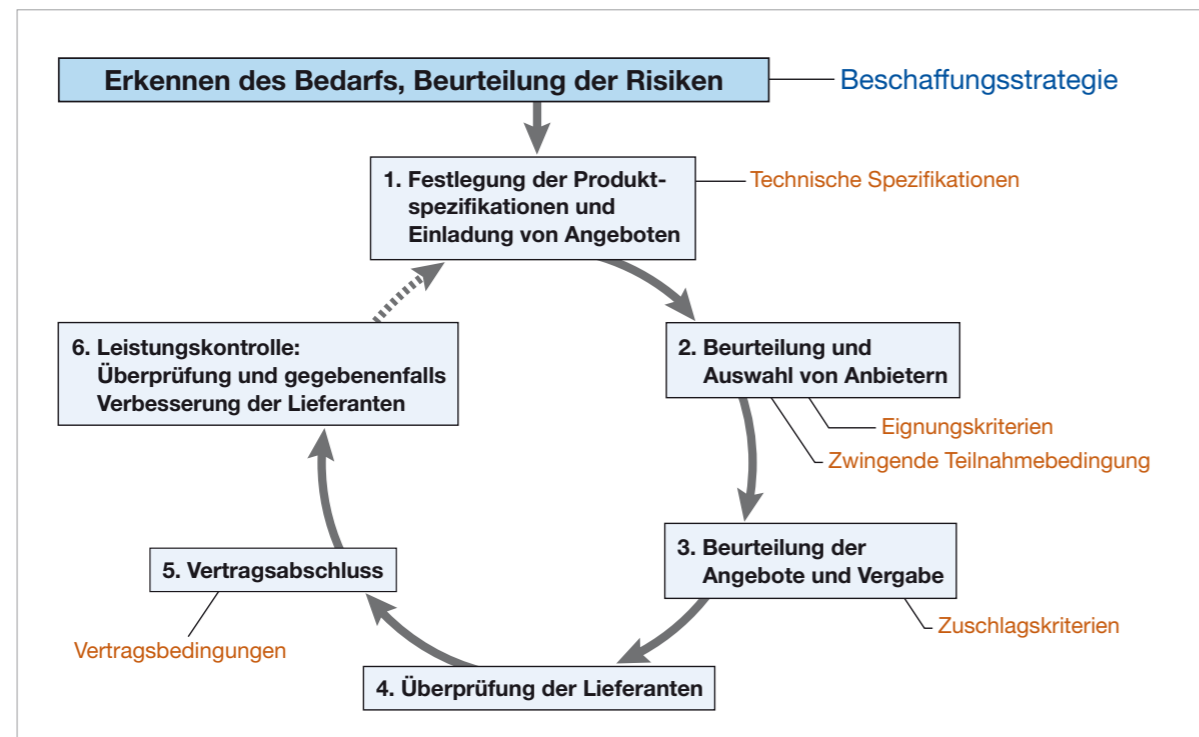 Erkennen des Bedarfs, Beurteilung der Risiken
Beschaffungsstrategie
1. Festlegung der Produkt-
spezifikationen und
Einladung von Angeboten
Technische Spezifikationen
2. Beurteilung und
Auswahl von Anbietern
Eignungskriterien
Zwingende Teilnahmebedingung
3. Beurteilung der
Angebote und Vergabe
Zuschlagskriterien
4. Überprüfung der Lieferanten
5. Vertragsabschluss
Vertragsbedingungen
6. Leistungskontrolle:
Überprüfung und gegebenenfalls
Verbesserung der Lieferanten